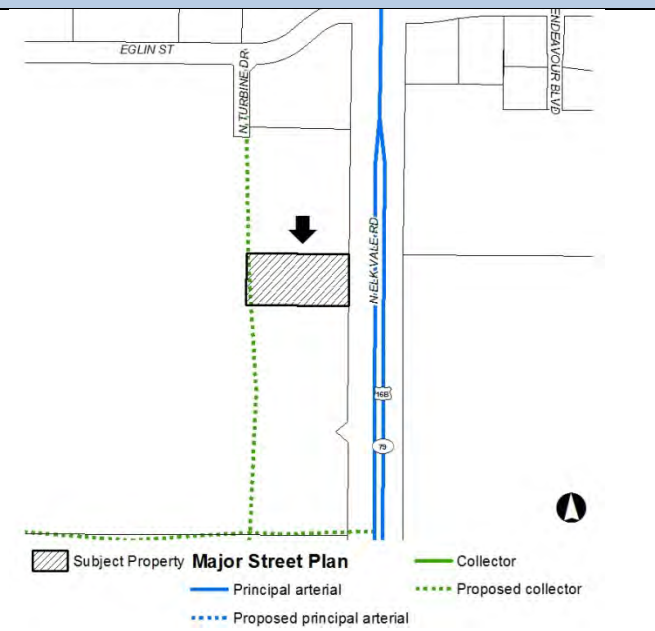 EGLIN ST
N TURBINE DR
ENDEAVOUR BLVD
N ELK VALE RD
16B
79
Subject Property
Major Street Plan
Principal arterial
Proposed principal arterial
Collector
Proposed collector